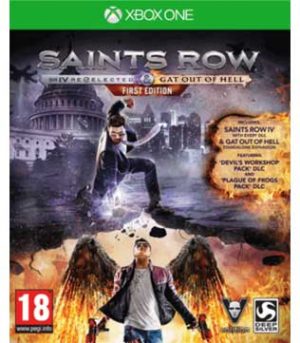 XBOX ONE
SAINTS ROW
IV RE-ELECTED & GAT OUT OF HELL
FIRST EDITION
INCLUDES
SAINTS ROW IV
WITH EVERY DLC
& GAT OUT OF HELL
STANDALONE EXPANSION
FEATURING
'DEVIL'S WORKSHOP
PACK' DLC
AND
'PLAGUE OF FROGS
PACK' DLC
18
www.pegi.info
volition
DEEP
SILVER